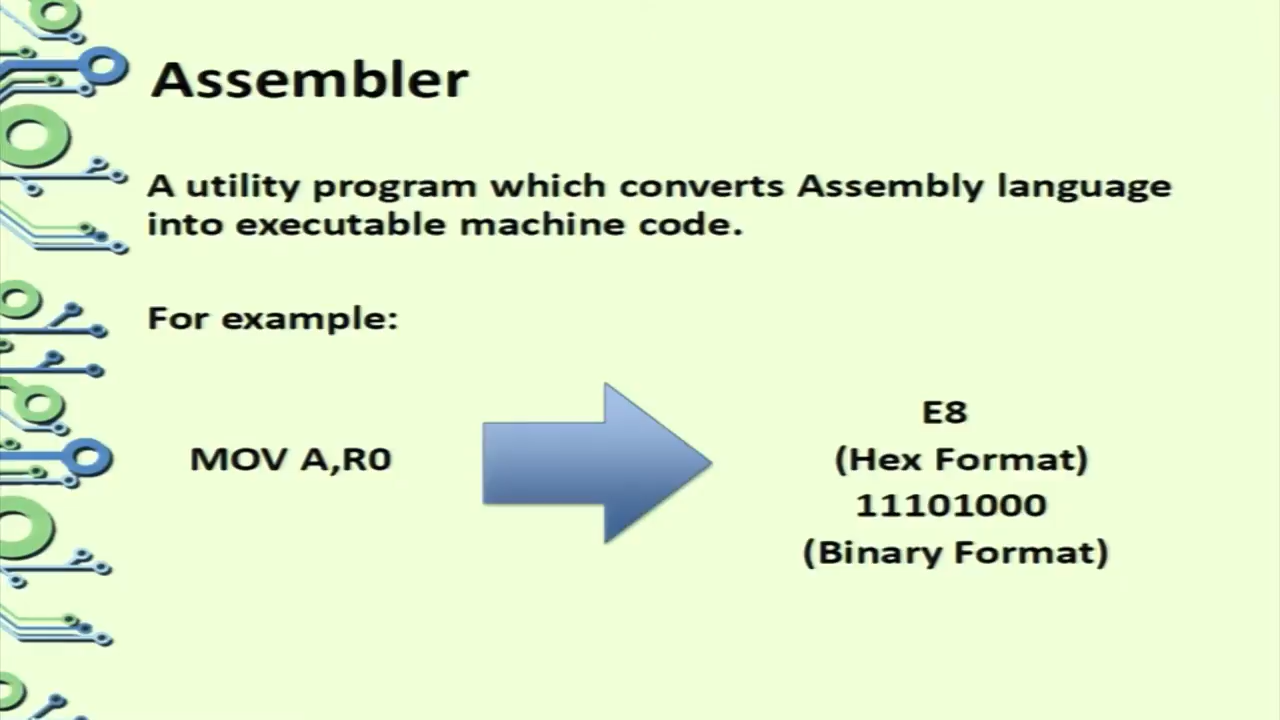 Assembler
A utility program which converts Assembly language
into executable machine code.
For example:
MOV A,R0
E8
(Hex Format)
11101000
(Binary Format)